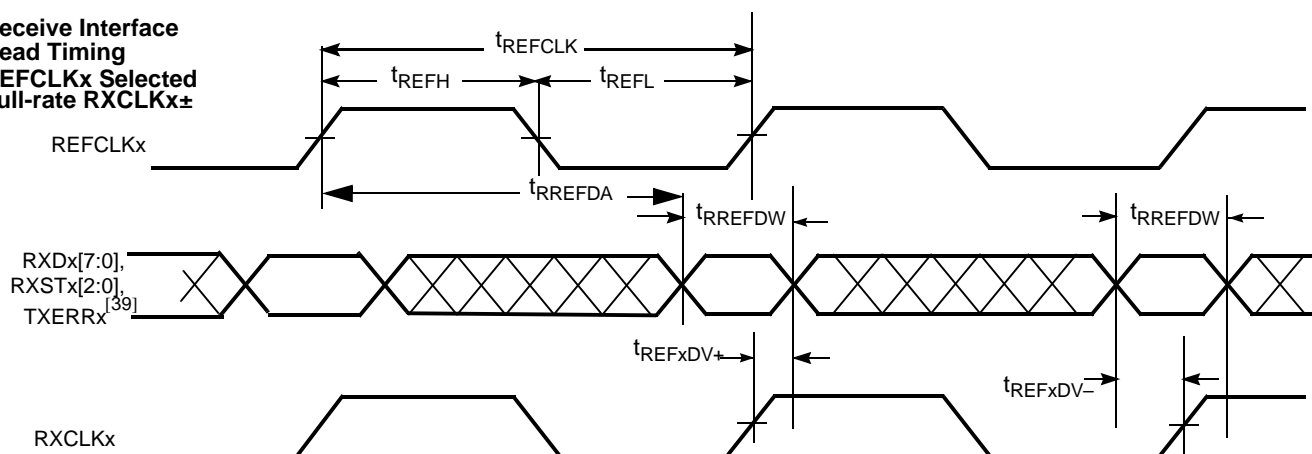 eceive Interface
ead Timing
EFCLKx Selected
ull-rate RXCLKx±
tREFCLK
tREFH
tREFL
REFCLKx
tRREFDA
tRREFDW
tRREFDW
RXDx[7:0],
RXSTx[2:0],
TXERRx[39]
tREFxDV+
tREFxDV–
RXCLKx